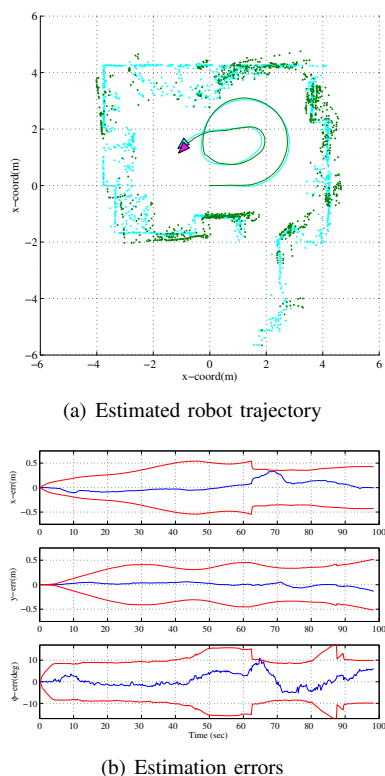 6
4
2
0
−2
−4
−6
x−coord(m)
−6 −4 −2 0 2 4 6
x−coord(m)
(a) Estimated robot trajectory
0.5
0
−0.5
x−err(m)
0 10 20 30 40 50 60 70 80 90 100
0.5
0
−0.5
y−err(m)
0 10 20 30 40 50 60 70 80 90 100
10
0
−10
ϕ−err(deg)
0 10 20 30 40 50 60 70 80 90 100
Time (sec)
(b) Estimation errors